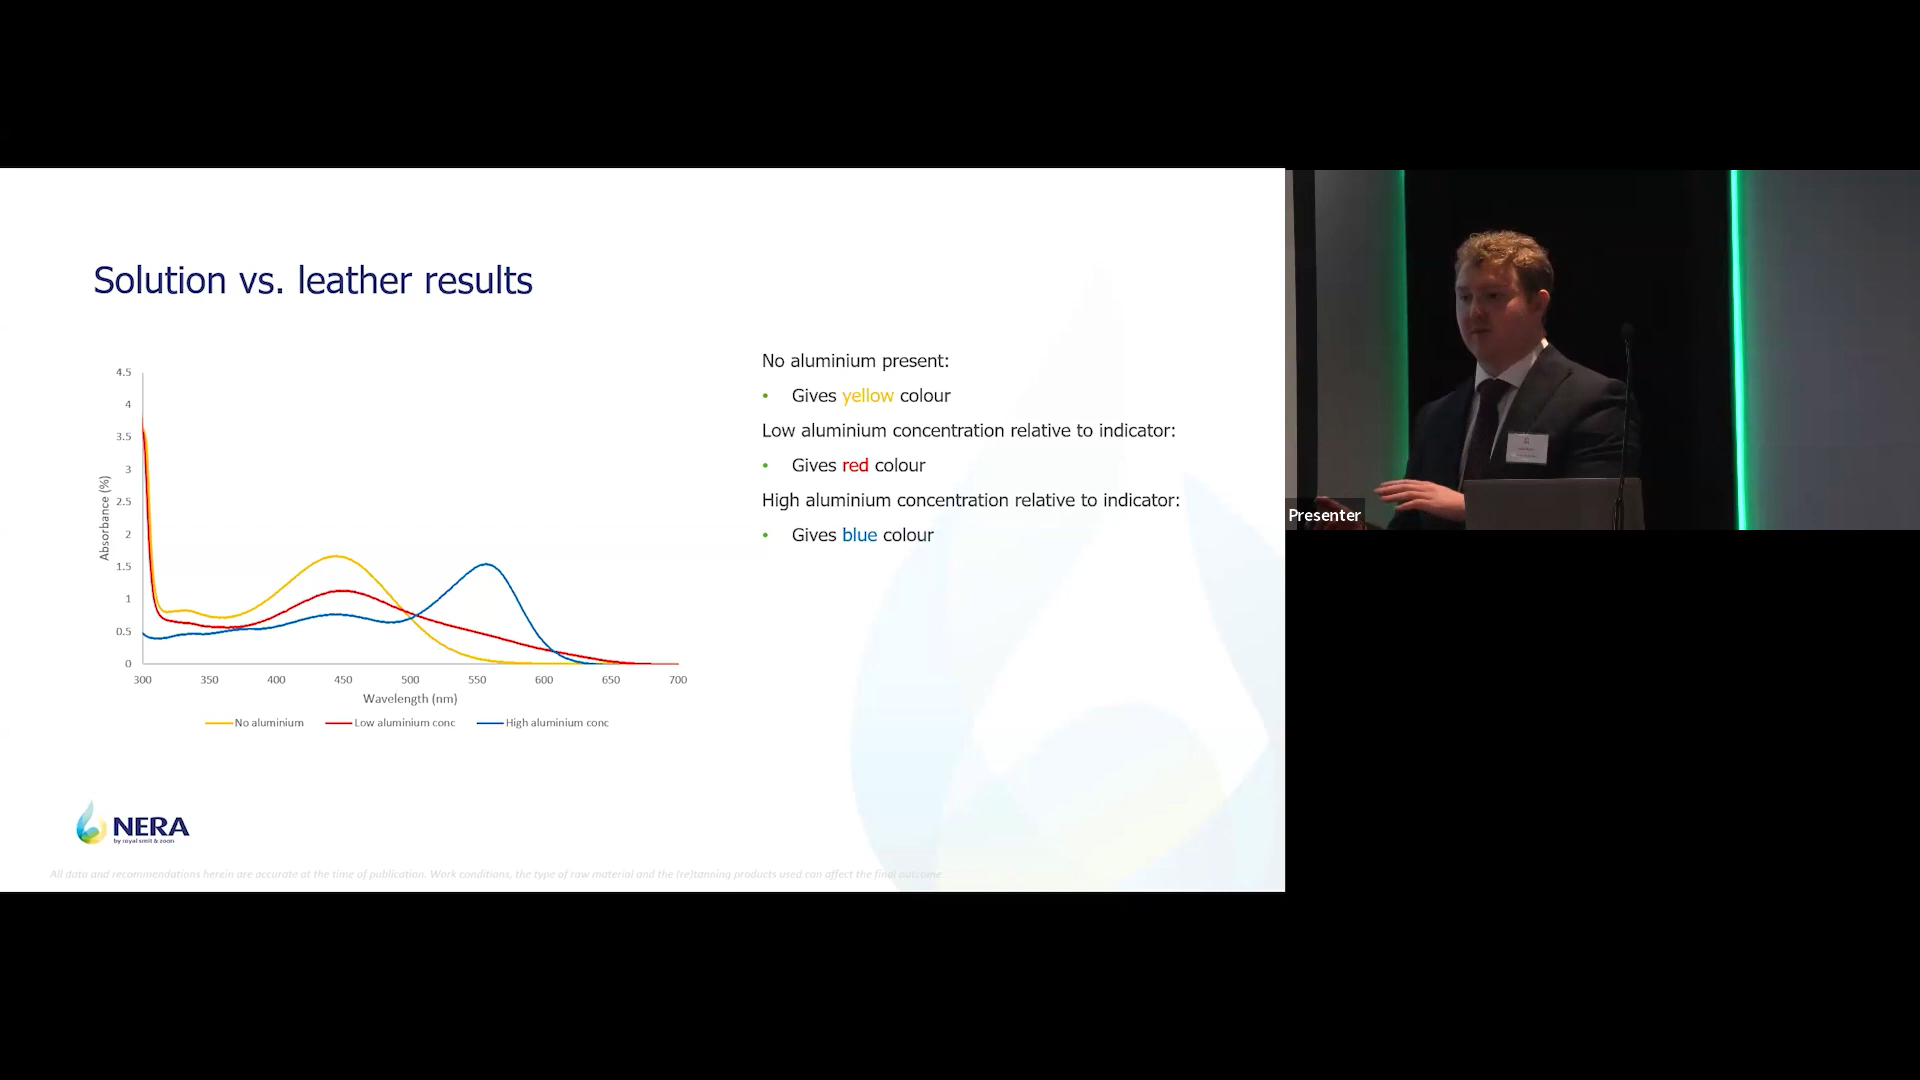 Solution vs. leather results
4.5
4
3.5
3
2.5
2
1.5
1
0.5
0
Absorbance (%)
300 350 400 450 500 550 600 650 700
Wavelength (nm)
No aluminium Low aluminium conc High aluminium conc
No aluminium present:
• Gives yellow colour
Low aluminium concentration relative to indicator:
• Gives red colour
High aluminium concentration relative to indicator:
• Gives blue colour
NERA
by royal smit & zoon
All data and recommendations herein are accurate at the time of publication. Work conditions, the type of raw material and the (re)tanning products used can affect the final outcome
Presenter